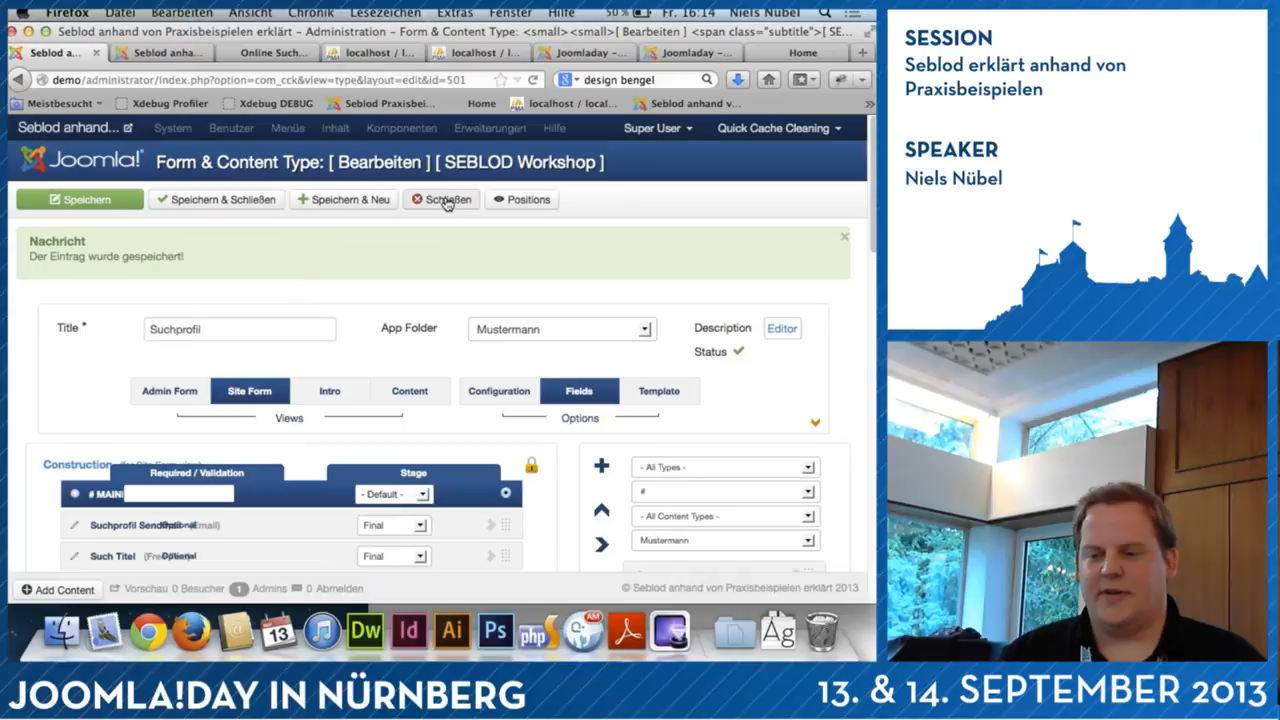 Firefox Datei Bearbeiten Ansicht Chronik Lesezeichen Extras Fenster Hilfe 50 % Fr. 16:14 Niels Nübel
Seblod anhand von Praxisbeispielen erklärt - Administration - Form & Content Type: <small><small>[ Bearbeiten ] <span class="subtitle">[ SE...
Seblod a... Seblod anha... Online Such... localhost / l... localhost / l... Joomladay -... Joomladay -... Home
demo/administrator/index.php?option=com_cck&view=type&layout=edit&id=501 design bengel
Meistbesucht Xdebug Profiler Xdebug DEBUG Seblod Praxisbei... Home localhost / local... Seblod anhand v...
Seblod anhand... System Benutzer Menüs Inhalt Komponenten Erweiterungen Hilfe Super User Quick Cache Cleaning
Joomla!® Form & Content Type: [ Bearbeiten ] [ SEBLOD Workshop ]
Speichern Speichern & Schließen Speichern & Neu Schließen Positions
Nachricht
Der Eintrag wurde gespeichert!
Title * Suchprofil App Folder Mustermann Description Editor
Status
Admin Form Site Form Intro Content Configuration Fields Template
Views Options
Construction
Required / Validation Stage
# MAIN - Default -
Suchprofil Final
Such Titel Optional Final
- All Types -
#
- All Content Types -
Mustermann
Add Content Vorschau 0 Besucher 1 Admins 0 Abmelden © Seblod anhand von Praxisbeispielen erklärt 2013
13 Dw Id Ai Ps php AM Ag
SESSION
Seblod erklärt anhand von
Praxisbeispielen
SPEAKER
Niels Nübel
JOOMLA!DAY IN NÜRNBERG 13. & 14. SEPTEMBER 2013